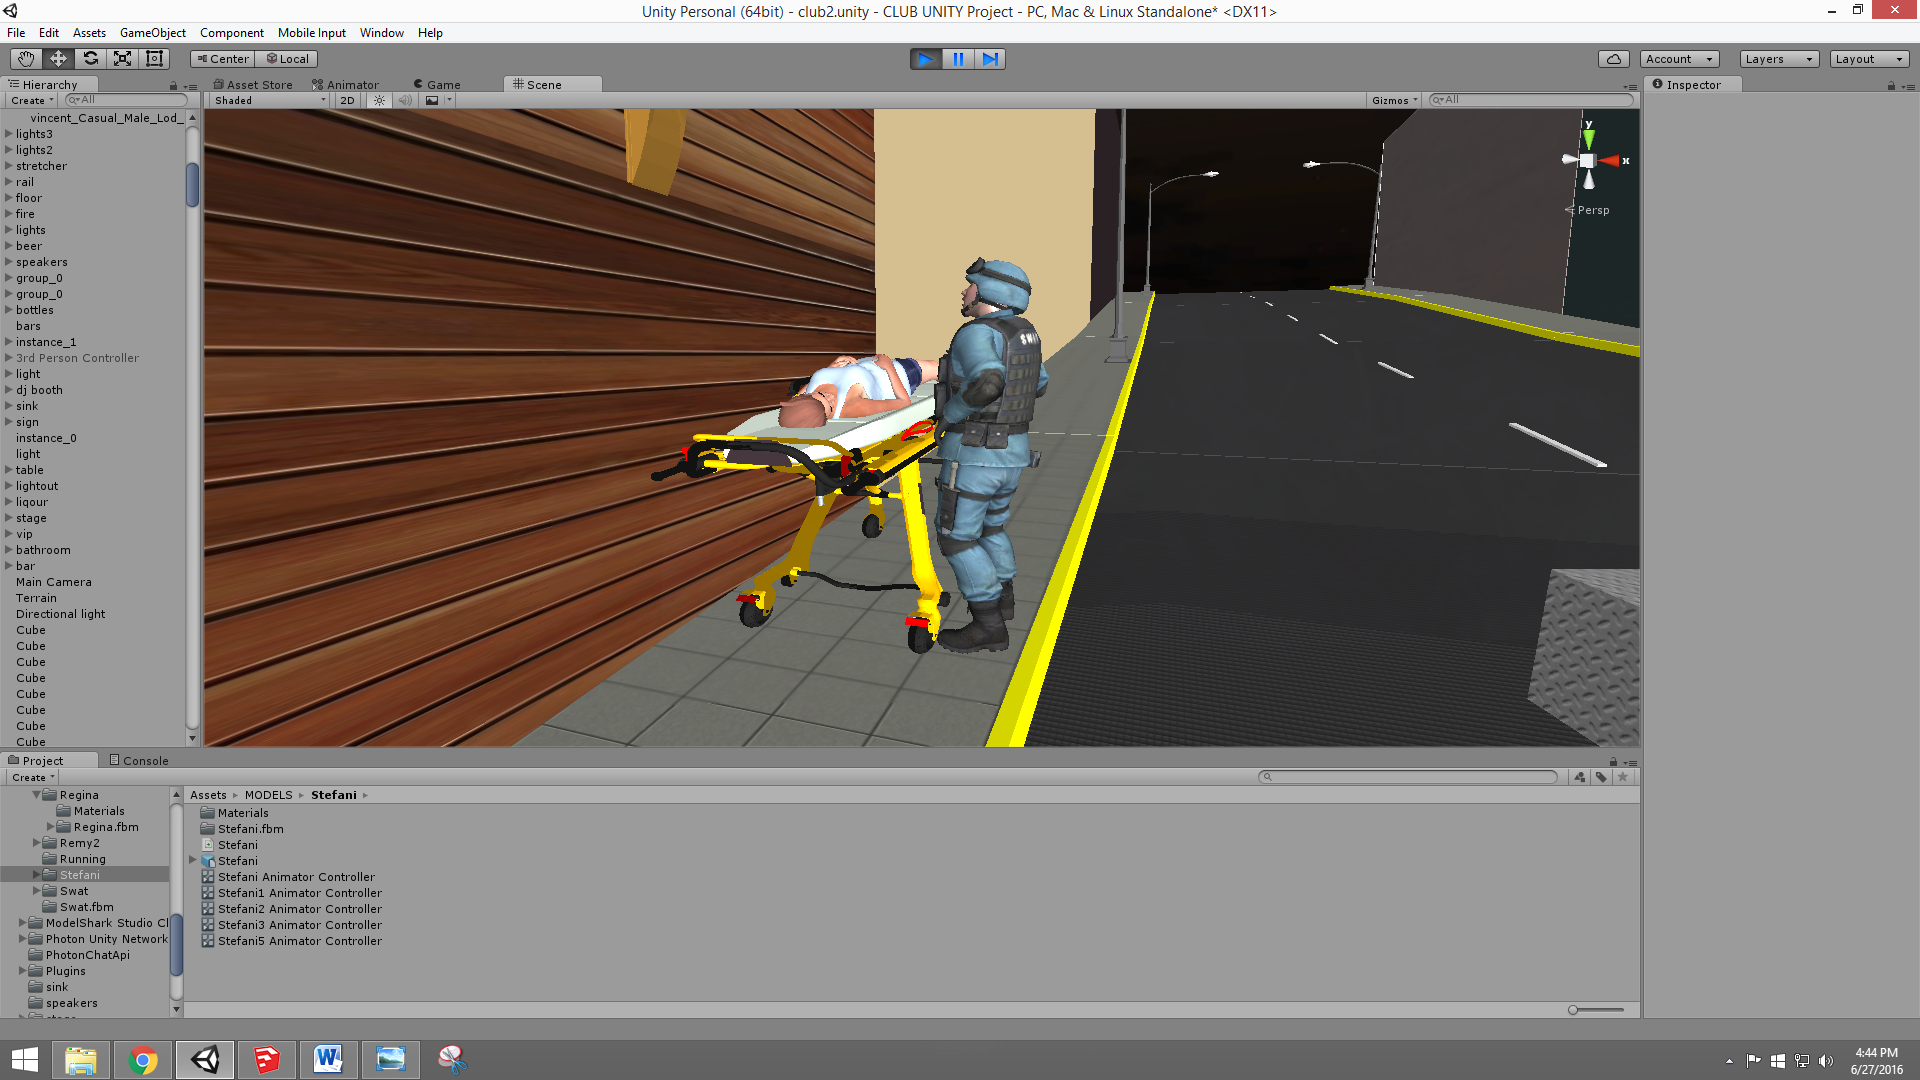 Unity Personal (64bit) - club2.unity - CLUB UNITY Project - PC, Mac & Linux Standalone* <DX11>
File Edit Assets GameObject Component Mobile Input Window Help
Center Local Account Layers Layout
Hierarchy Asset Store Animator Game Scene Inspector
Create All Shaded 2D Gizmos All
vincent_Casual_Male_Lod_
lights3
lights2
stretcher
rail
floor
fire
lights
beer
speakers
group_0
group_0
bottles
bars
instance_1
3rd Person Controller
light
dj booth
sink
sign
instance_0
light
table
lightout
liqour
stage
vip
bathroom
bar
Main Camera
Terrain
Directional light
Cube
Cube
Cube
Cube
Cube
Cube
Cube
Cube
y
x
Persp
Project Console
Create
Regina
Materials
Regina.fbm
Remy2
Running
Stefani
Swat
Swat.fbm
ModelShark Studio Cl
Photon Unity Network
PhotonChatApi
Plugins
sink
speakers
Assets MODELS Stefani
Materials
Stefani.fbm
Stefani
Stefani
Stefani Animator Controller
Stefani1 Animator Controller
Stefani2 Animator Controller
Stefani3 Animator Controller
Stefani5 Animator Controller
4:44 PM
6/27/2016